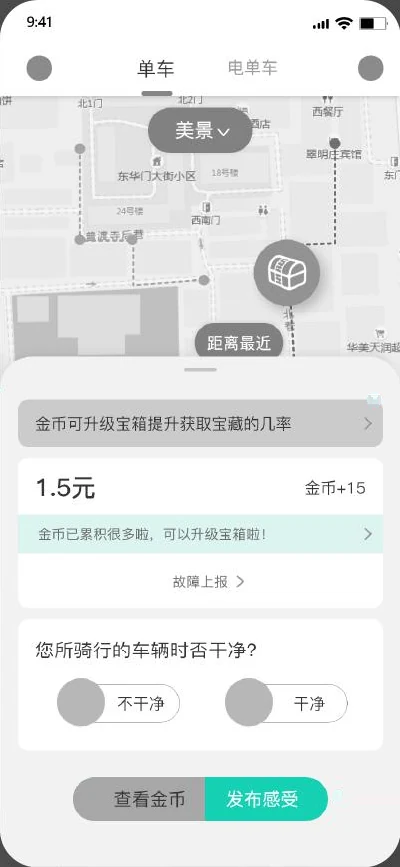 9:41
单车
电单车
北1门
北2门
西餐厅
美景
酒店
翠明庄宾馆
东华门大街小区
18号楼
24号楼
西南门
普渡寺后巷
北巷
距离最近
华美天润超
金币可升级宝箱提升获取宝藏的几率
1.5元
金币+15
金币已累积很多啦，可以升级宝箱啦！
故障上报
您所骑行的车辆时否干净？
不干净
干净
查看金币
发布感受